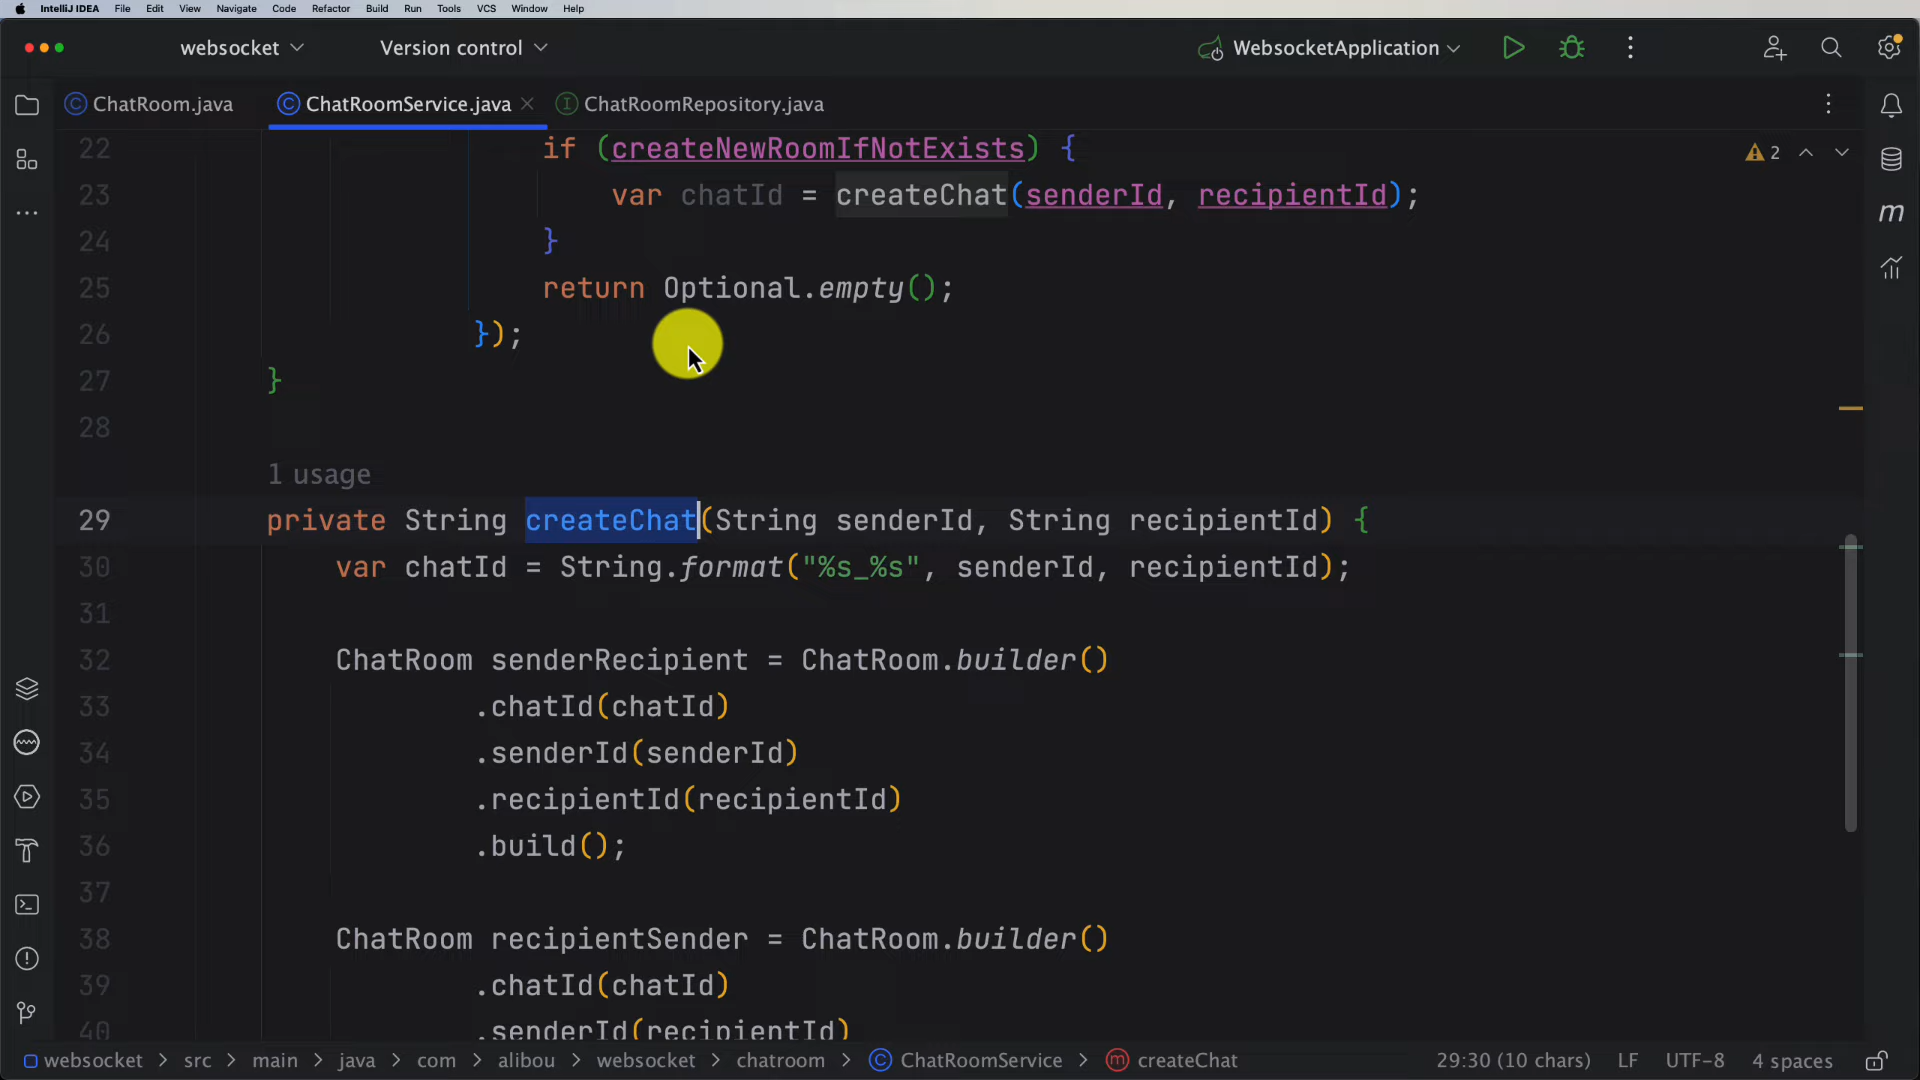 IntelliJ IDEA File Edit View Navigate Code Refactor Build Run Tools VCS Window Help
websocket Version control WebsocketApplication
ChatRoom.java ChatRoomService.java ChatRoomRepository.java
22 if (createNewRoomIfNotExists) { 2
23 var chatId = createChat(senderId, recipientId);
24 }
25 return Optional.empty();
26 });
27 }
28
1 usage
29 private String createChat(String senderId, String recipientId) {
30 var chatId = String.format("%s_%s", senderId, recipientId);
31
32 ChatRoom senderRecipient = ChatRoom.builder()
33 .chatId(chatId)
34 .senderId(senderId)
35 .recipientId(recipientId)
36 .build();
37
38 ChatRoom recipientSender = ChatRoom.builder()
39 .chatId(chatId)
40 .senderId(recipientId)
websocket > src > main > java > com > alibou > websocket > chatroom > ChatRoomService > createChat 29:30 (10 chars) LF UTF-8 4 spaces